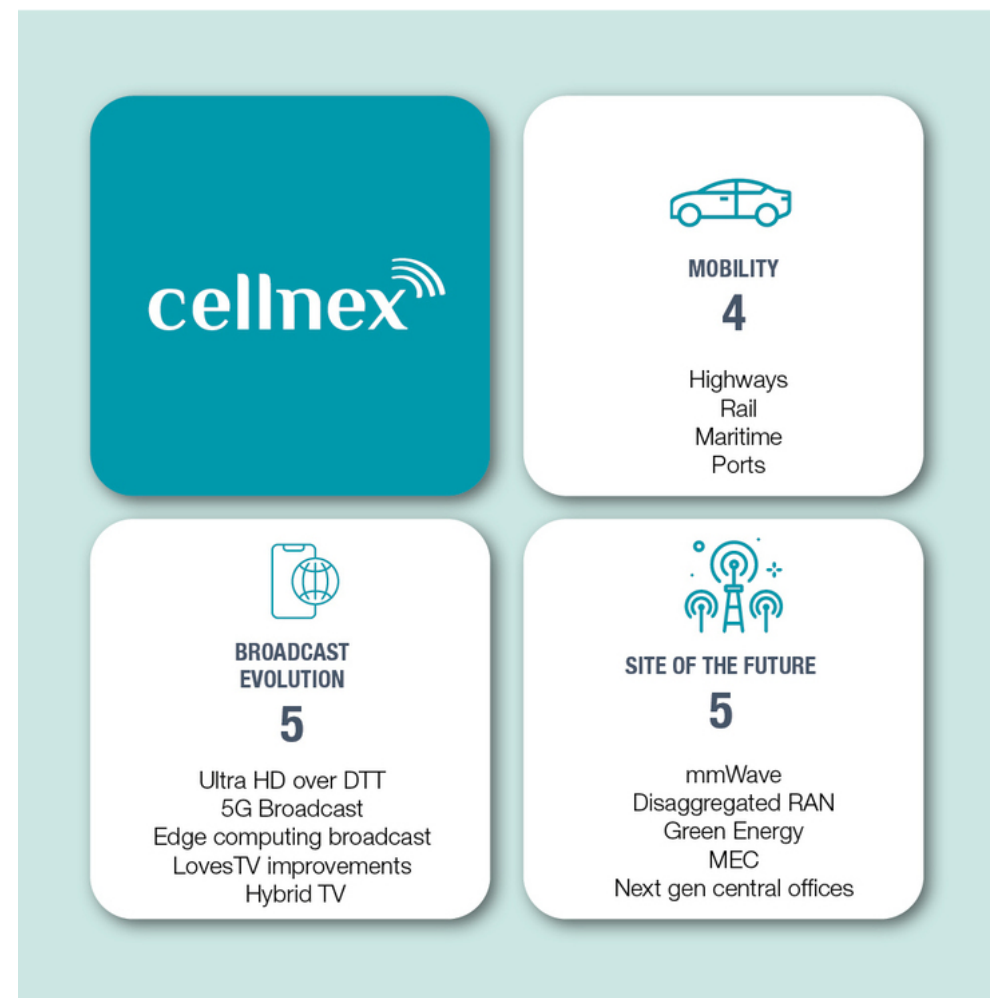 cellnex
MOBILITY
4
Highways
Rail
Maritime
Ports
BROADCAST
EVOLUTION
5
Ultra HD over DTT
5G Broadcast
Edge computing broadcast
LovesTV improvements
Hybrid TV
SITE OF THE FUTURE
5
mmWave
Disaggregated RAN
Green Energy
MEC
Next gen central offices